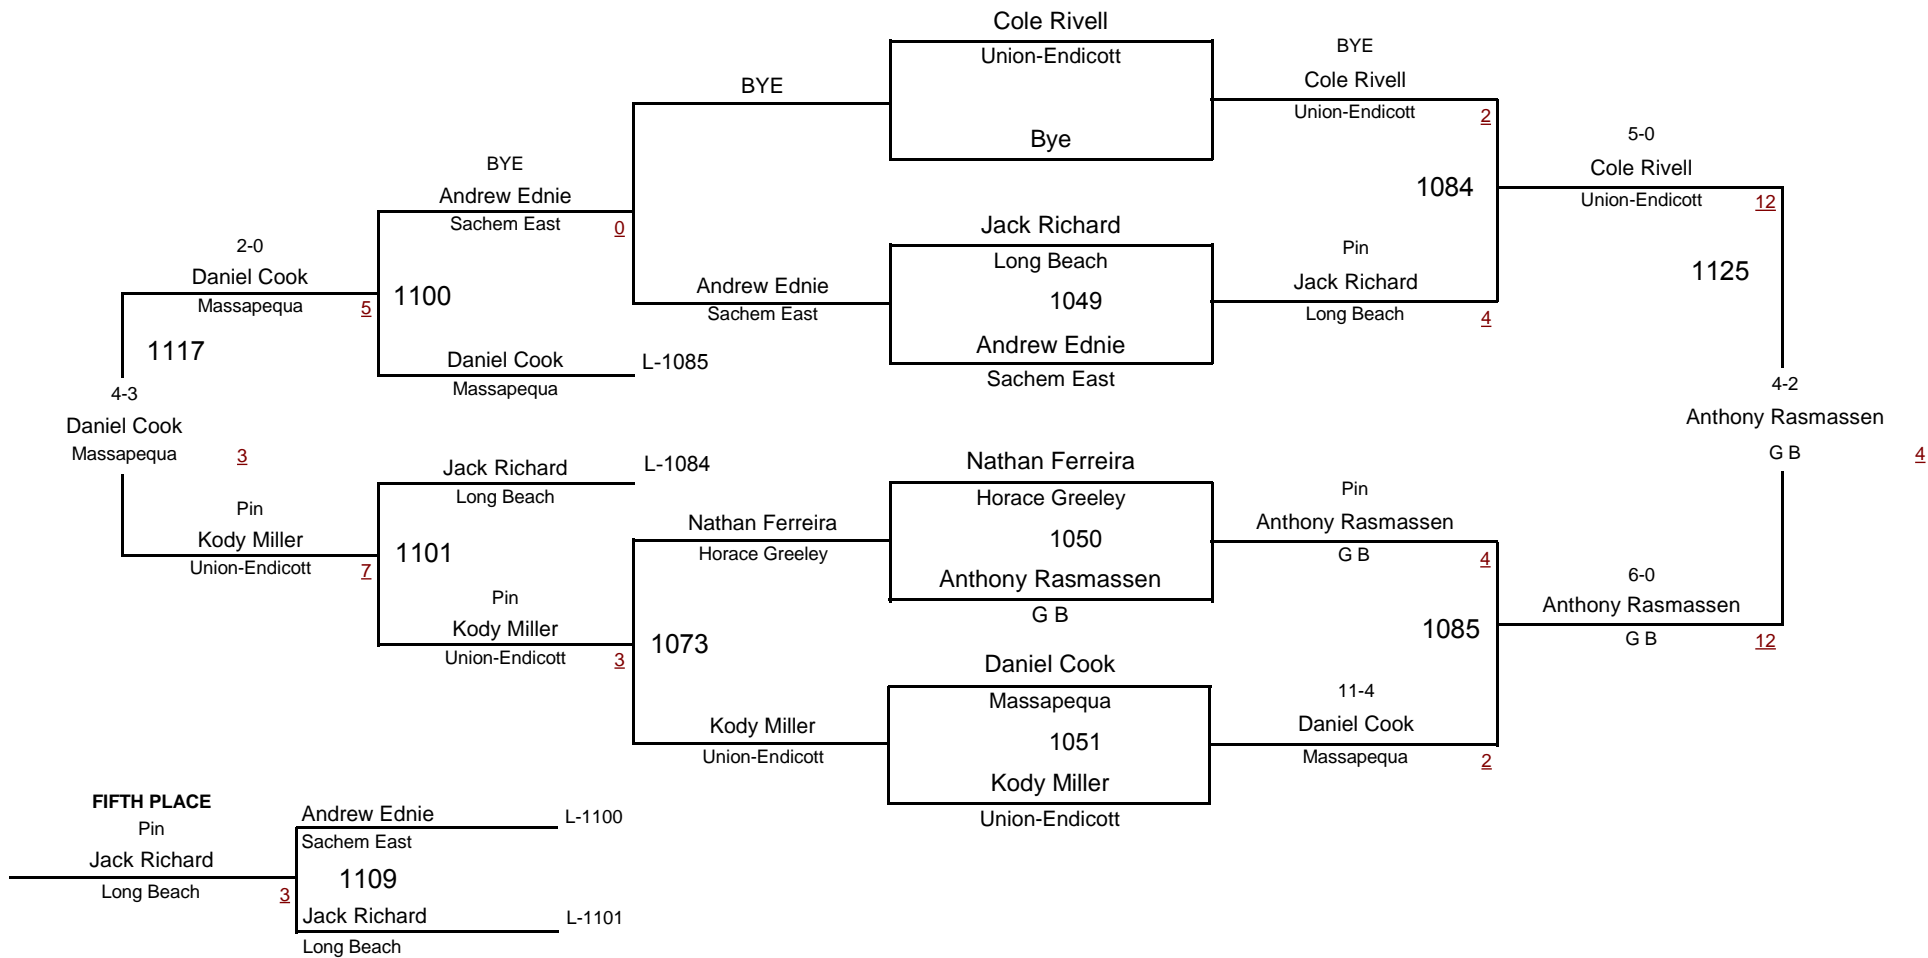 Cole Rivell
Union-Endicott
BYE
BYE
Cole Rivell
Union-Endicott
2
Bye
5-0
Cole Rivell
Union-Endicott
12
BYE
Andrew Ednie
Sachem East
0
1084
Jack Richard
Long Beach
1049
Andrew Ednie
Sachem East
Pin
Jack Richard
Long Beach
4
2-0
Daniel Cook
Massapequa
5
1100
Andrew Ednie
Sachem East
1125
1117
Daniel Cook
Massapequa
L-1085
4-3
Daniel Cook
Massapequa
3
4-2
Anthony Rasmassen
G B
4
Jack Richard
Long Beach
L-1084
Nathan Ferreira
Horace Greeley
1050
Anthony Rasmassen
G B
Pin
Anthony Rasmassen
G B
4
Pin
Kody Miller
Union-Endicott
7
1101
Nathan Ferreira
Horace Greeley
Pin
Kody Miller
Union-Endicott
3
1073
6-0
Anthony Rasmassen
G B
12
1085
Daniel Cook
Massapequa
1051
Kody Miller
Union-Endicott
11-4
Daniel Cook
Massapequa
2
Kody Miller
Union-Endicott
FIFTH PLACE
Pin
Jack Richard
Long Beach
3
Andrew Ednie
Sachem East
L-1100
1109
Jack Richard
Long Beach
L-1101